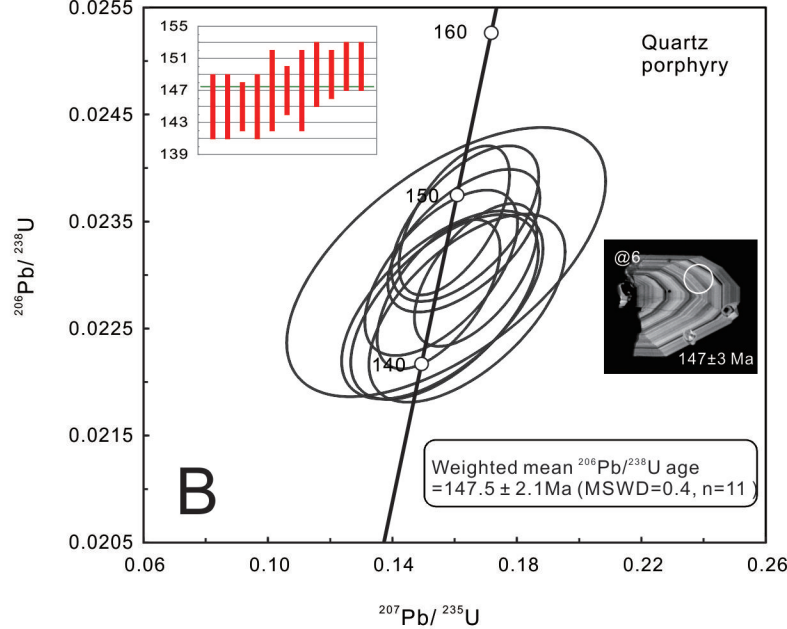 0.0255
0.0245
0.0235
0.0225
0.0215
0.0205
²⁰⁶Pb/ ²³⁸U
155
151
147
143
139
160
150
140
Quartz
porphyry
@6
147±3 Ma
B
Weighted mean ²⁰⁶Pb/²³⁸U age
=147.5 ± 2.1Ma (MSWD=0.4, n=11)
0.06
0.10
0.14
0.18
0.22
0.26
²⁰⁷Pb/ ²³⁵U